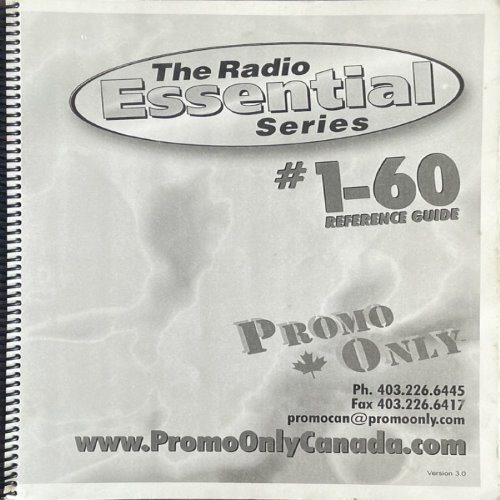 The Radio
Essential
Series
# 1-60
REFERENCE GUIDE
PROMO
ONLY
Ph. 403.226.6445
Fax 403.226.6417
promocan@promoonly.com
www.PromoOnlyCanada.com
Version 3.0